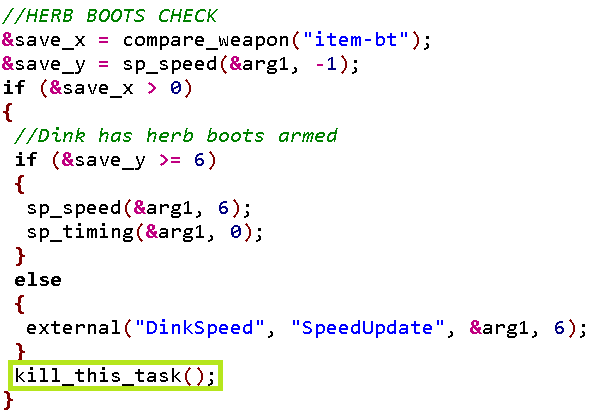 //HERB BOOTS CHECK
&save_x = compare_weapon("item-bt");
&save_y = sp_speed(&arg1, -1);
if (&save_x > 0)
{
//Dink has herb boots armed
if (&save_y >= 6)
{
sp_speed(&arg1, 6);
sp_timing(&arg1, 0);
}
else
{
external("DinkSpeed", "SpeedUpdate", &arg1, 6);
}
kill_this_task();
}